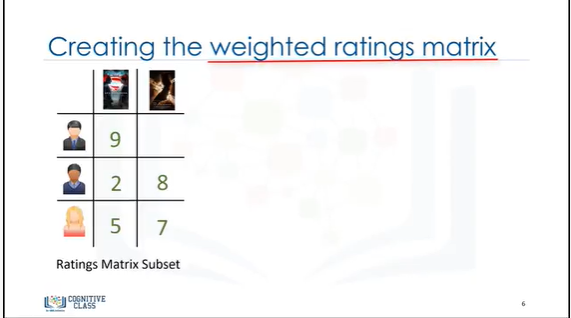 Creating the weighted ratings matrix
9
2 8
5 7
Ratings Matrix Subset
COGNITIVE
CLASS
6